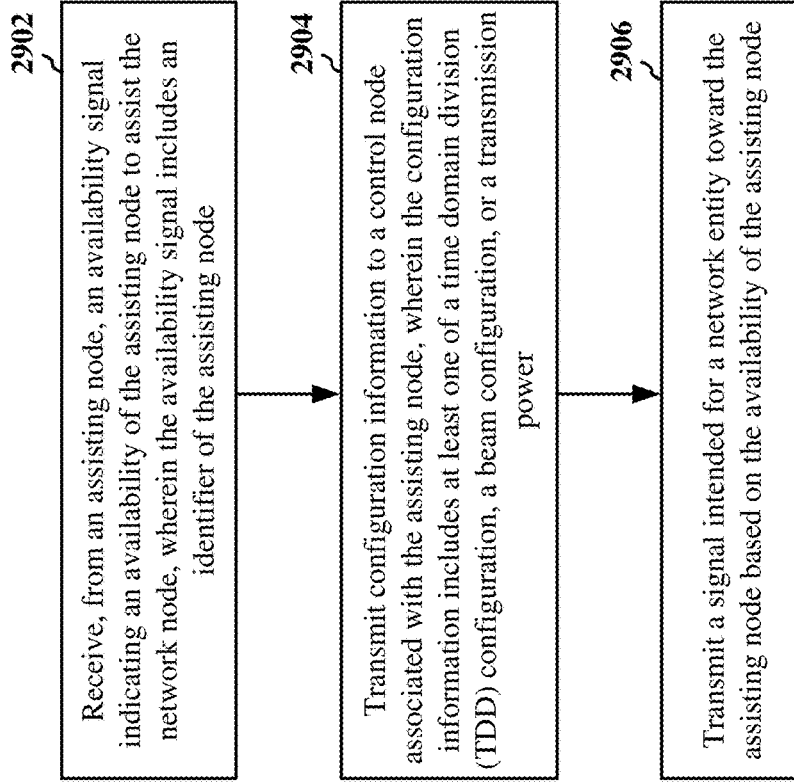 2902
Receive, from an assisting node, an availability signal
indicating an availability of the assisting node to assist the
network node, wherein the availability signal includes an
identifier of the assisting node
2904
Transmit configuration information to a control node
associated with the assisting node, wherein the configuration
information includes at least one of a time domain division
(TDD) configuration, a beam configuration, or a transmission
power
2906
Transmit a signal intended for a network entity toward the
assisting node based on the availability of the assisting node